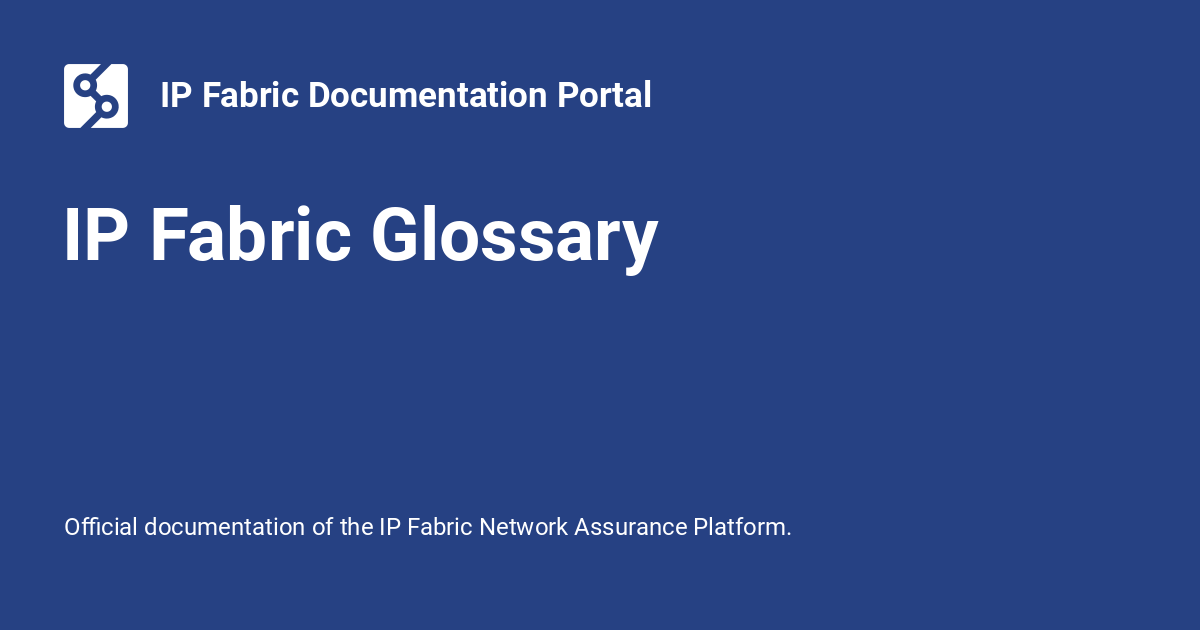 IP Fabric Documentation Portal
IP Fabric Glossary
Official documentation of the IP Fabric Network Assurance Platform.